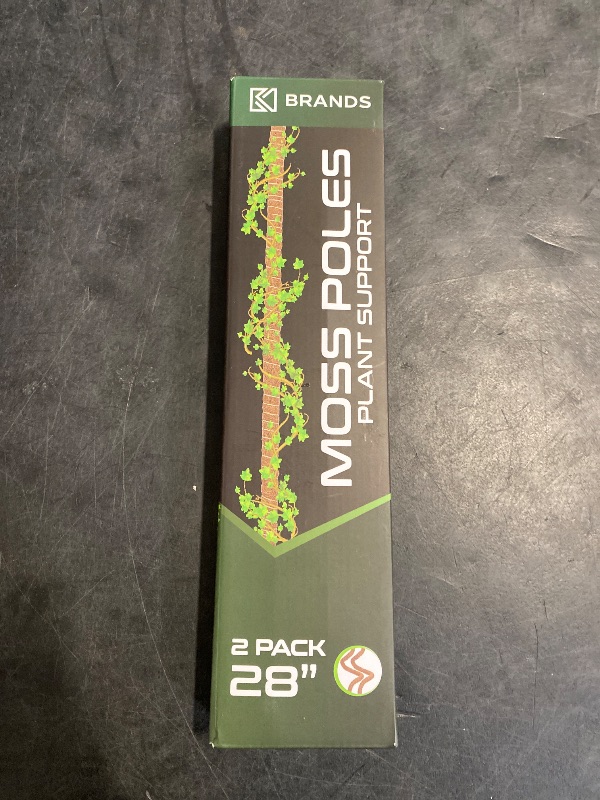 BRANDS
MOSS POLES
PLANT SUPPORT
2 PACK
28”